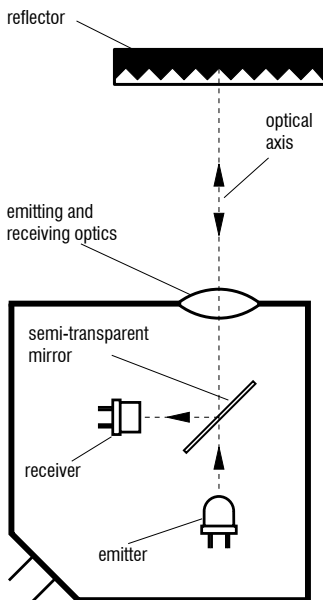 reflector
optical
axis
emitting and
receiving optics
semi-transparent
mirror
receiver
emitter